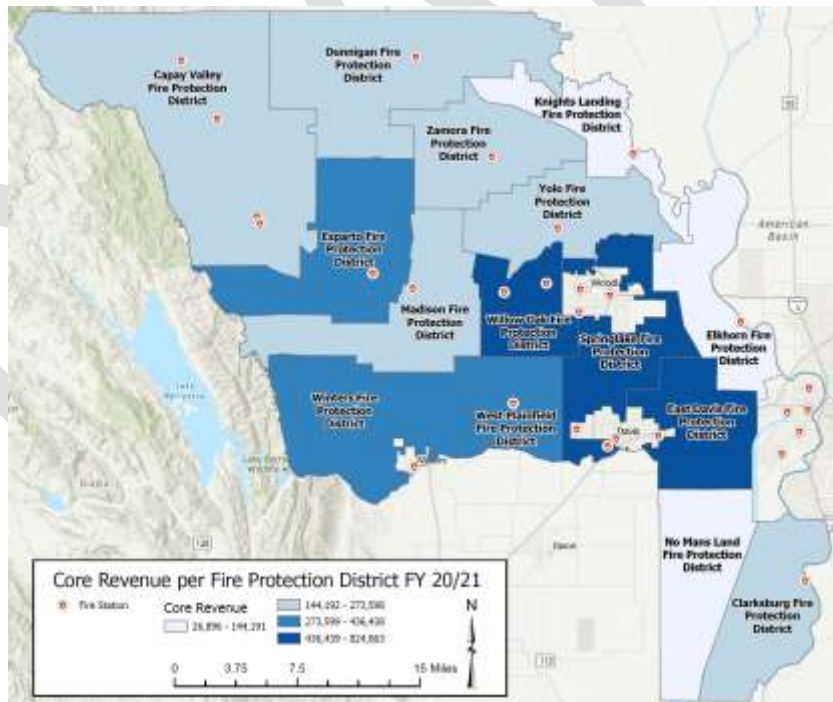 Dunnigan Fire
Protection
District
Capay Valley
Fire Protection
District
Knights Landing
Fire Protection
District
Zamora Fire
Protection
District
Yolo Fire
Protection
District
American
Basin
Esparto Fire
Protection
District
Madison Fire
Protection
District
Willow Oak Fire
Protection
District
Springlake Fire
Protection
District
Elkhorn Fire
Protection
District
Winters Fire
Protection
District
West Plainfield
Fire Protection
District
East Davis Fire
Protection
District
Davis
No Mans Land
Fire Protection
District
Clarksburg Fire
Protection
District
Napa
128
113
Core Revenue per Fire Protection District FY 20/21
Fire Station
Core Revenue
26,896 - 144,191
144,192 - 273,598
273,599 - 436,438
436,439 - 824,863
N
0 3.75 7.5 15 Miles